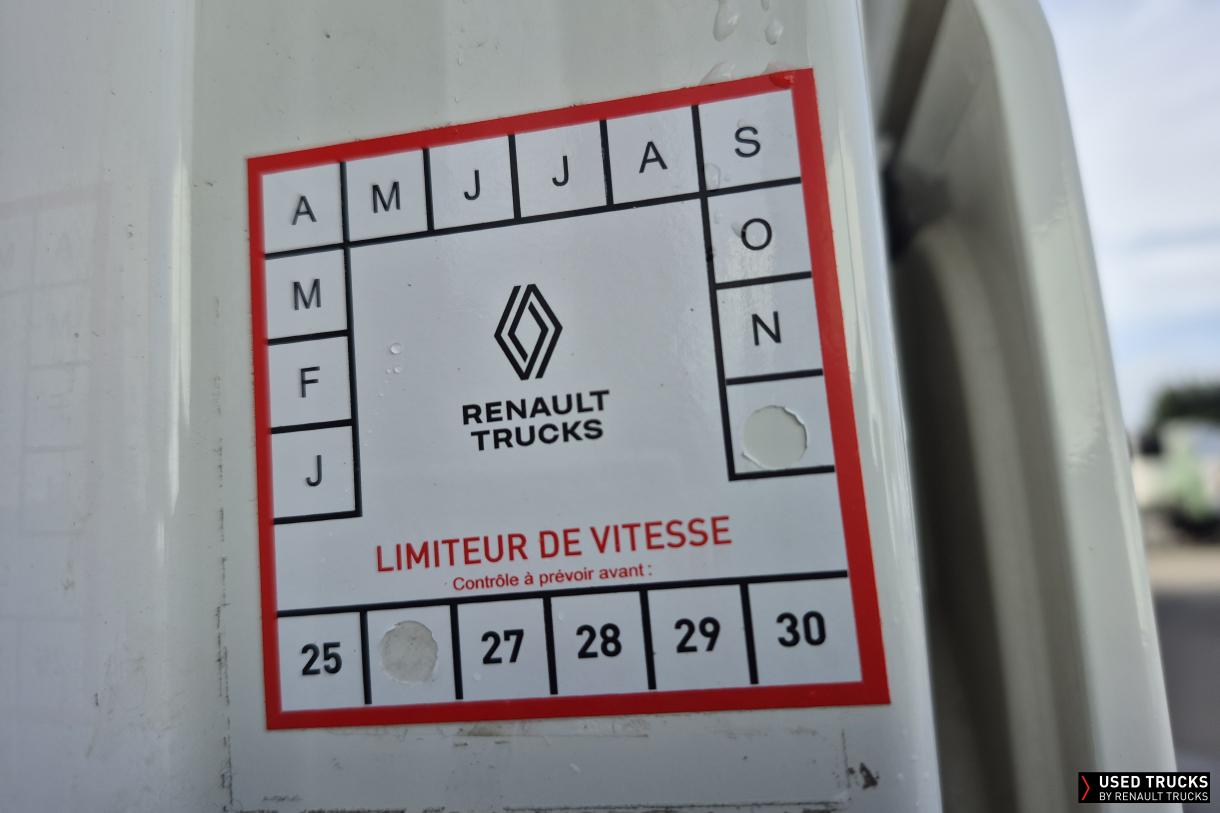 A M J J A S
M O
F N
J
RENAULT
TRUCKS
LIMITEUR DE VITESSE
Contrôle à prévoir avant :
25 27 28 29 30
USED TRUCKS
BY RENAULT TRUCKS